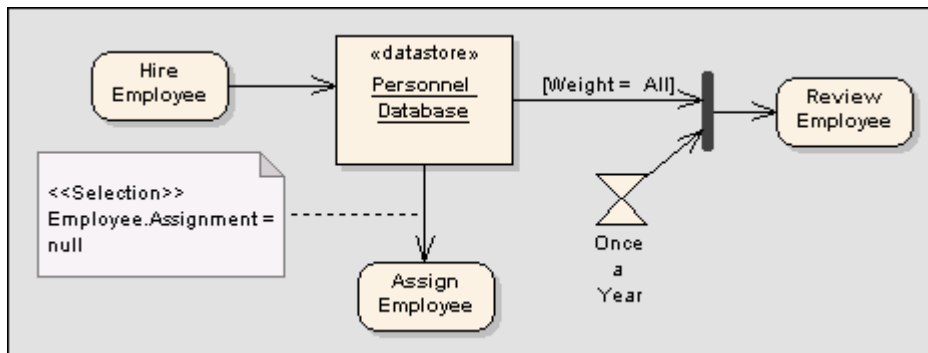 Hire
Employee
«datastore»
Personnel
Database
[Weight = All]
Review
Employee
<<Selection>>
Employee.Assignment =
null
Once
a
Year
Assign
Employee